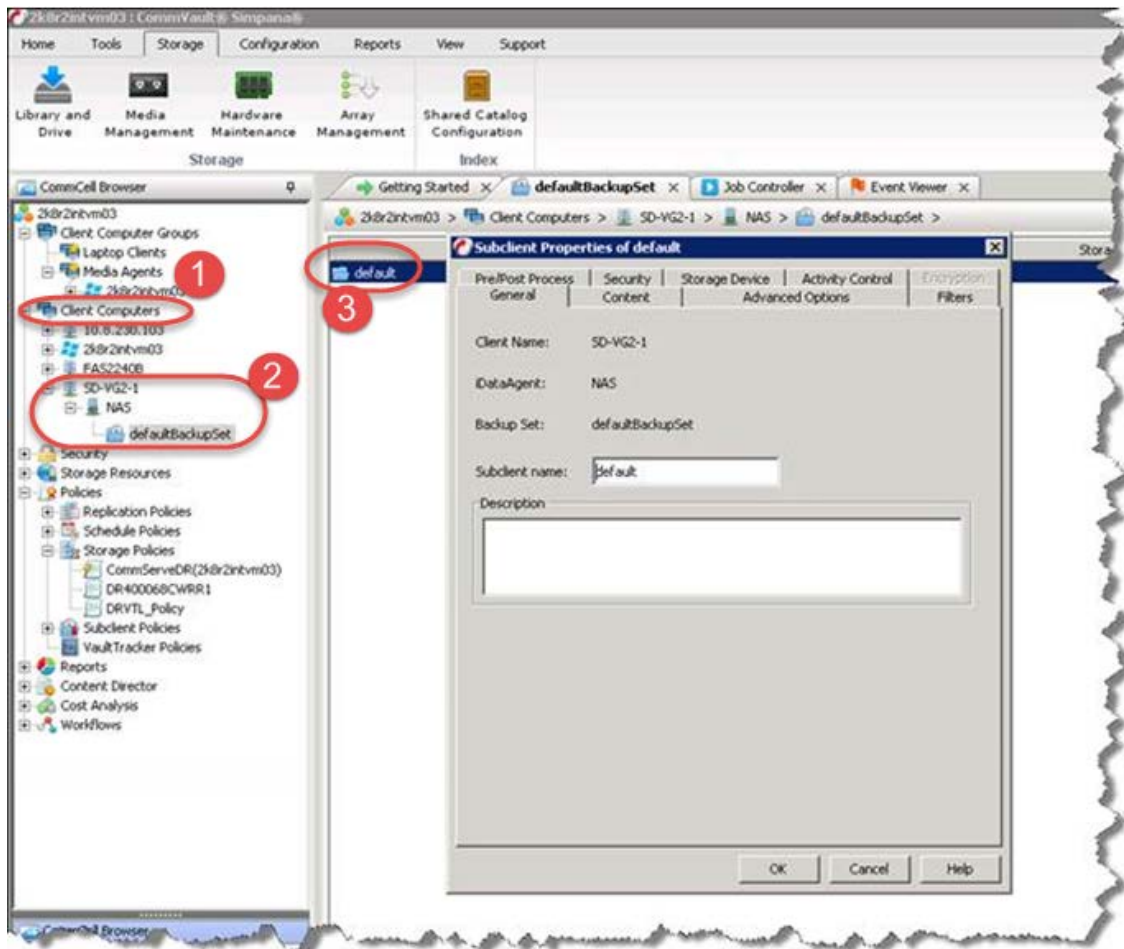 2k8r2intvm03 : CommVault® Simpana®
Home Tools Storage Configuration Reports View Support
Library and Drive
Media Management
Hardware Maintenance
Array Management
Shared Catalog Configuration
Storage
Index
CommCell Browser
Getting Started
defaultBackupSet
Job Controller
Event Viewer
2k8r2intvm03 > Client Computers > SD-VG2-1 > NAS > defaultBackupSet >
2k8r2intvm03
Client Computer Groups
Laptop Clients
Media Agents
2k8r2intvm03
1
Client Computers
10.8.230.103
2k8r2intvm03
FAS2240B
SD-VG2-1
2
NAS
defaultBackupSet
Security
Storage Resources
Policies
Replication Policies
Schedule Policies
Storage Policies
CommServeDR(2k8r2intvm03)
DR400068CWRR1
DRVTL_Policy
Subclient Policies
VaultTracker Policies
Reports
Content Director
Cost Analysis
Workflows
default
3
Stora
Subclient Properties of default
Pre/Post Process Security Storage Device Activity Control Encryption
General Content Advanced Options Filters
Client Name: SD-VG2-1
iDataAgent: NAS
Backup Set: defaultBackupSet
Subclient name: default
Description
OK Cancel Help